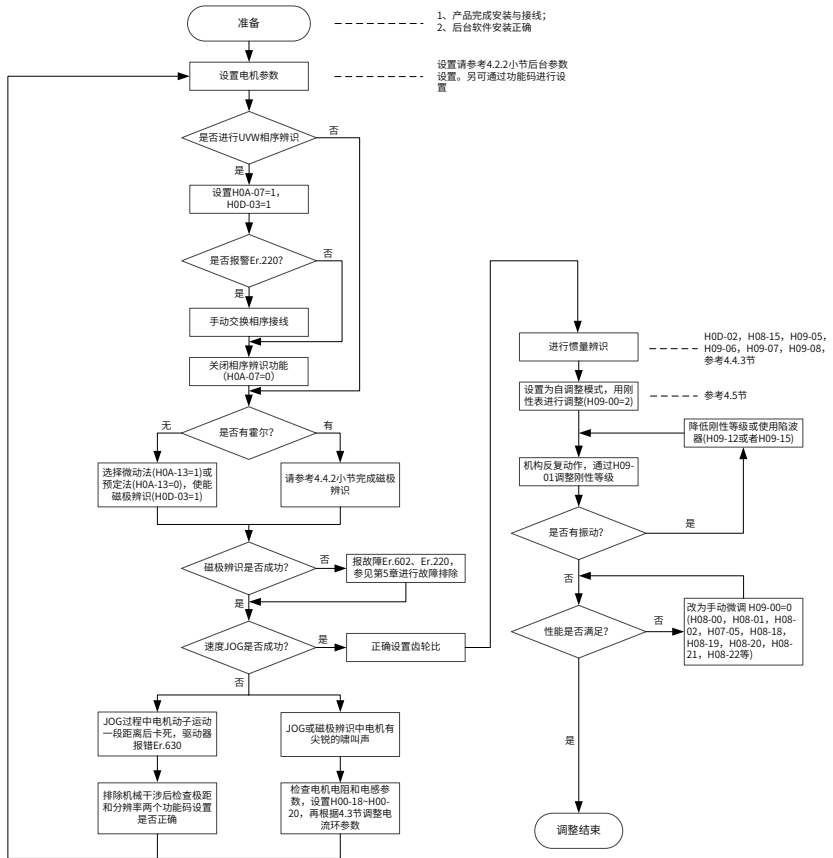 准备
1、产品完成安装与接线；
2、后台软件安装正确
设置电机参数
设置请参考4.2.2小节后台参数
设置。另可通过功能码进行设
置
是否进行UVW相序辨识
否
是
设置H0A-07=1，
H0D-03=1
是否报警Er.220？
否
是
手动交换相序接线
关闭相序辨识功能
（H0A-07=0）
是否有霍尔？
无
有
选择微动法(H0A-13=1)或
预定法(H0A-13=0)，使能
磁极辨识(H0D-03=1)
请参考4.4.2小节完成磁极
辨识
磁极辨识是否成功？
否
报故障Er.602、Er.220，
参见第5章进行故障排除
是
速度JOG是否成功？
是
正确设置齿轮比
否
JOG过程中电机动子运动
一段距离后卡死，驱动器
报错Er.630
JOG或磁极辨识中电机有
尖锐的啸叫声
排除机械干涉后检查极距
和分辨率两个功能码设置
是否正确
检查电机电阻和电感参
数，设置H00-18~H00-
20，再根据4.3节调整电
流环参数
进行惯量辨识
H0D-02，H08-15，H09-05，
H09-06，H09-07，H09-08，
参考4.4.3节
设置为自调整模式，用刚
性表进行调整(H09-00=2)
参考4.5节
降低刚性等级或使用陷波
器(H09-12或者H09-15)
机构反复动作，通过H09-
01调整刚性等级
是否有振动？
是
否
性能是否满足？
否
改为手动微调 H09-00=0
(H08-00，H08-01，H08-
02，H07-05，H08-18，
H08-19，H08-20，H08-
21，H08-22等)
是
调整结束